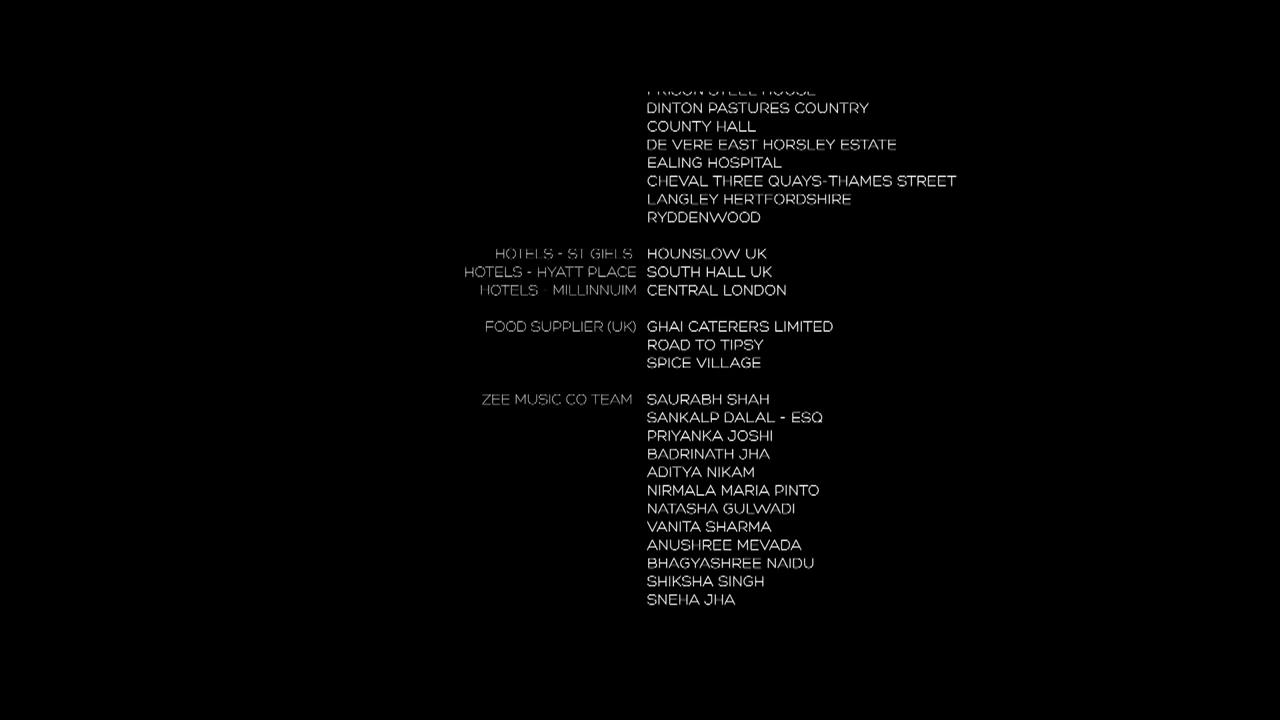 DINTON PASTURES COUNTRY
COUNTY HALL
DE VERE EAST HORSLEY ESTATE
EALING HOSPITAL
CHEVAL THREE QUAYS-THAMES STREET
LANGLEY HERTFORDSHIRE
RYDDENWOOD
HOTELS - ST GIELS HOUNSLOW UK
HOTELS - HYATT PLACE SOUTH HALL UK
HOTELS - MILLINNUIM CENTRAL LONDON
FOOD SUPPLIER (UK) GHAI CATERERS LIMITED
ROAD TO TIPSY
SPICE VILLAGE
ZEE MUSIC CO TEAM SAURABH SHAH
SANKALP DALAL - ESQ
PRIYANKA JOSHI
BADRINATH JHA
ADITYA NIKAM
NIRMALA MARIA PINTO
NATASHA GULWADI
VANITA SHARMA
ANUSHREE MEVADA
BHAGYASHREE NAIDU
SHIKSHA SINGH
SNEHA JHA